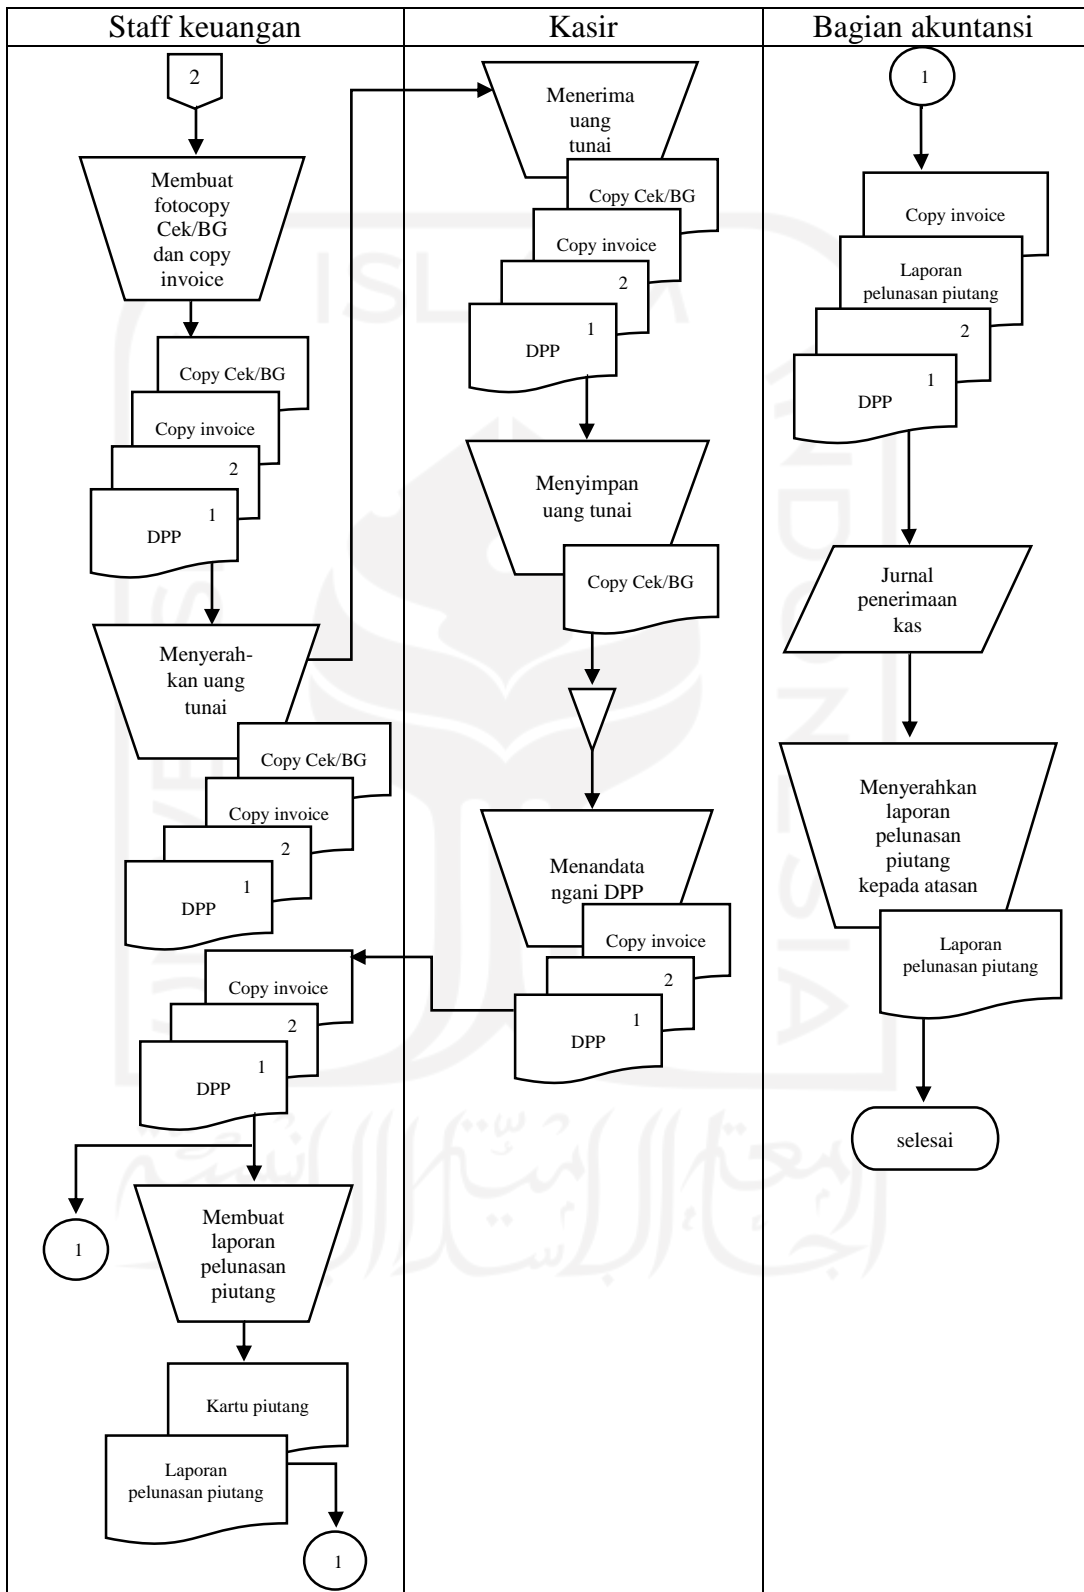 Staff keuangan
2
Membuat
fotocopy
Cek/BG
dan copy
invoice
Copy Cek/BG
Copy invoice
2
1
DPP
Menyerah-
kan uang
tunai
Copy Cek/BG
Copy invoice
2
1
DPP
Copy invoice
2
1
DPP
1
Membuat
laporan
pelunasan
piutang
Kartu piutang
Laporan
pelunasan piutang
1
Kasir
Menerima
uang
tunai
Copy Cek/BG
Copy invoice
2
1
DPP
Menyimpan
uang tunai
Copy Cek/BG
Menandata
ngani DPP
Copy invoice
2
1
DPP
Bagian akuntansi
1
Copy invoice
Laporan
pelunasan piutang
2
1
DPP
Jurnal
penerimaan
kas
Menyerahkan
laporan
pelunasan
piutang
kepada atasan
Laporan
pelunasan piutang
selesai